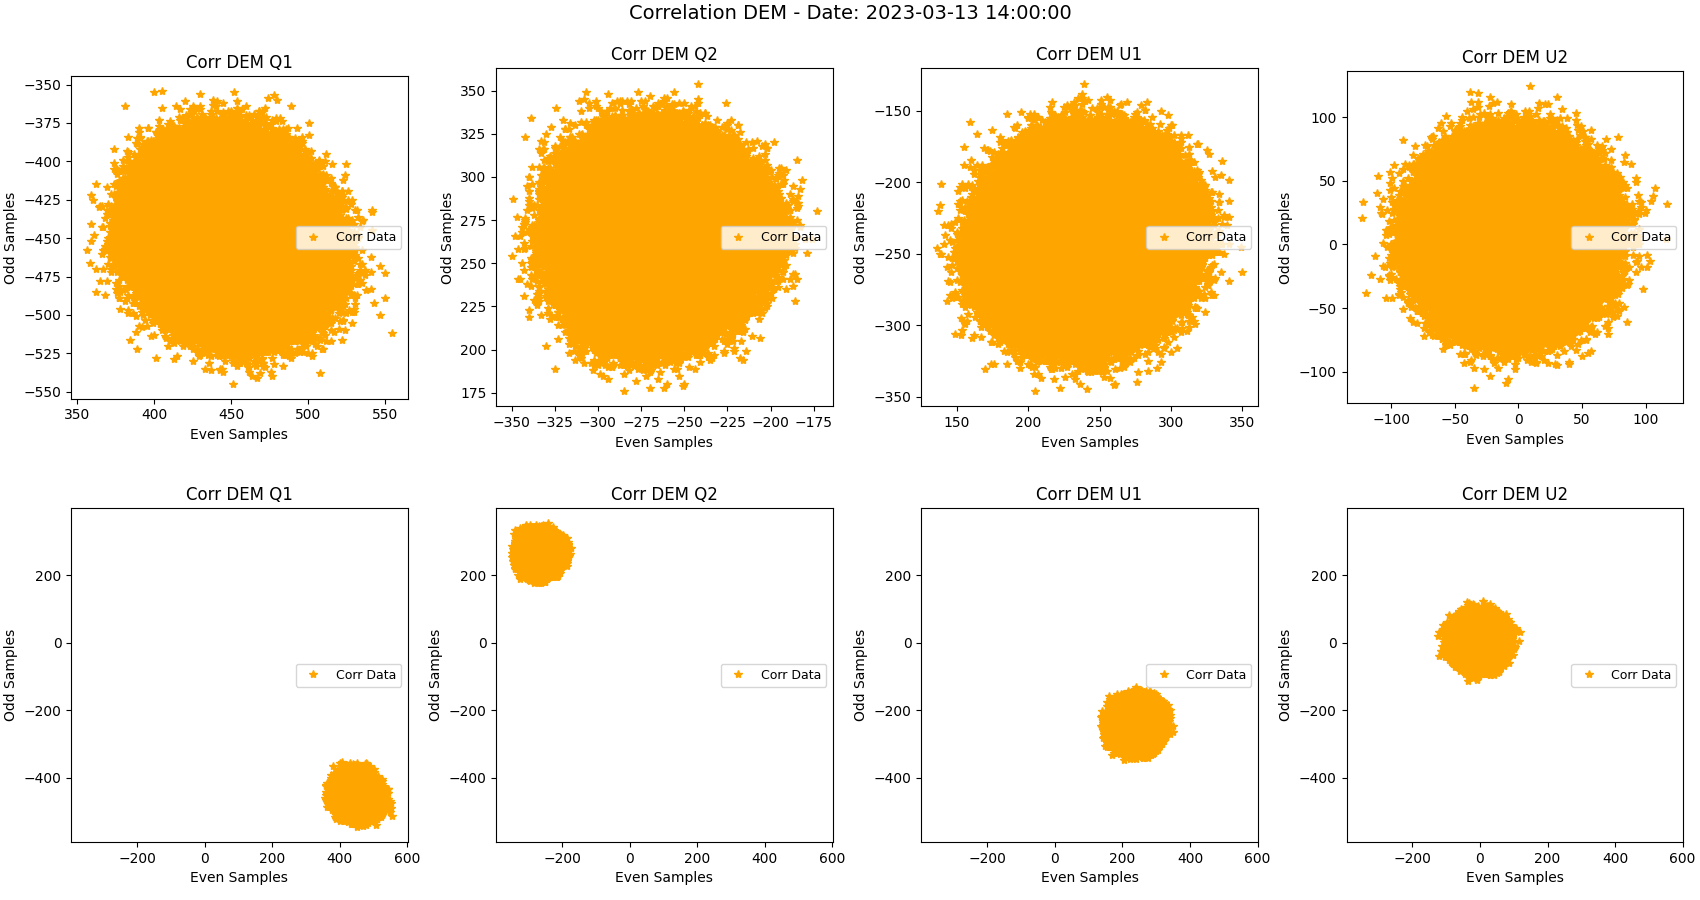 Correlation DEM - Date: 2023-03-13 14:00:00
Corr DEM Q1
Corr DEM Q2
Corr DEM U1
Corr DEM U2
Odd Samples
−350
−375
−400
−425
−450
−475
−500
−525
−550
Corr Data
350 400 450 500 550
Even Samples
Odd Samples
350
325
300
275
250
225
200
175
Corr Data
−350 −325 −300 −275 −250 −225 −200 −175
Even Samples
Odd Samples
−150
−200
−250
−300
−350
Corr Data
150 200 250 300 350
Even Samples
Odd Samples
100
50
0
−50
−100
Corr Data
−100 −50 0 50 100
Even Samples
Corr DEM Q1
Corr DEM Q2
Corr DEM U1
Corr DEM U2
Odd Samples
200
0
−200
−400
Corr Data
−200 0 200 400 600
Even Samples
Odd Samples
200
0
−200
−400
Corr Data
−200 0 200 400 600
Even Samples
Odd Samples
200
0
−200
−400
Corr Data
−200 0 200 400 600
Even Samples
Odd Samples
200
0
−200
−400
Corr Data
−200 0 200 400 600
Even Samples